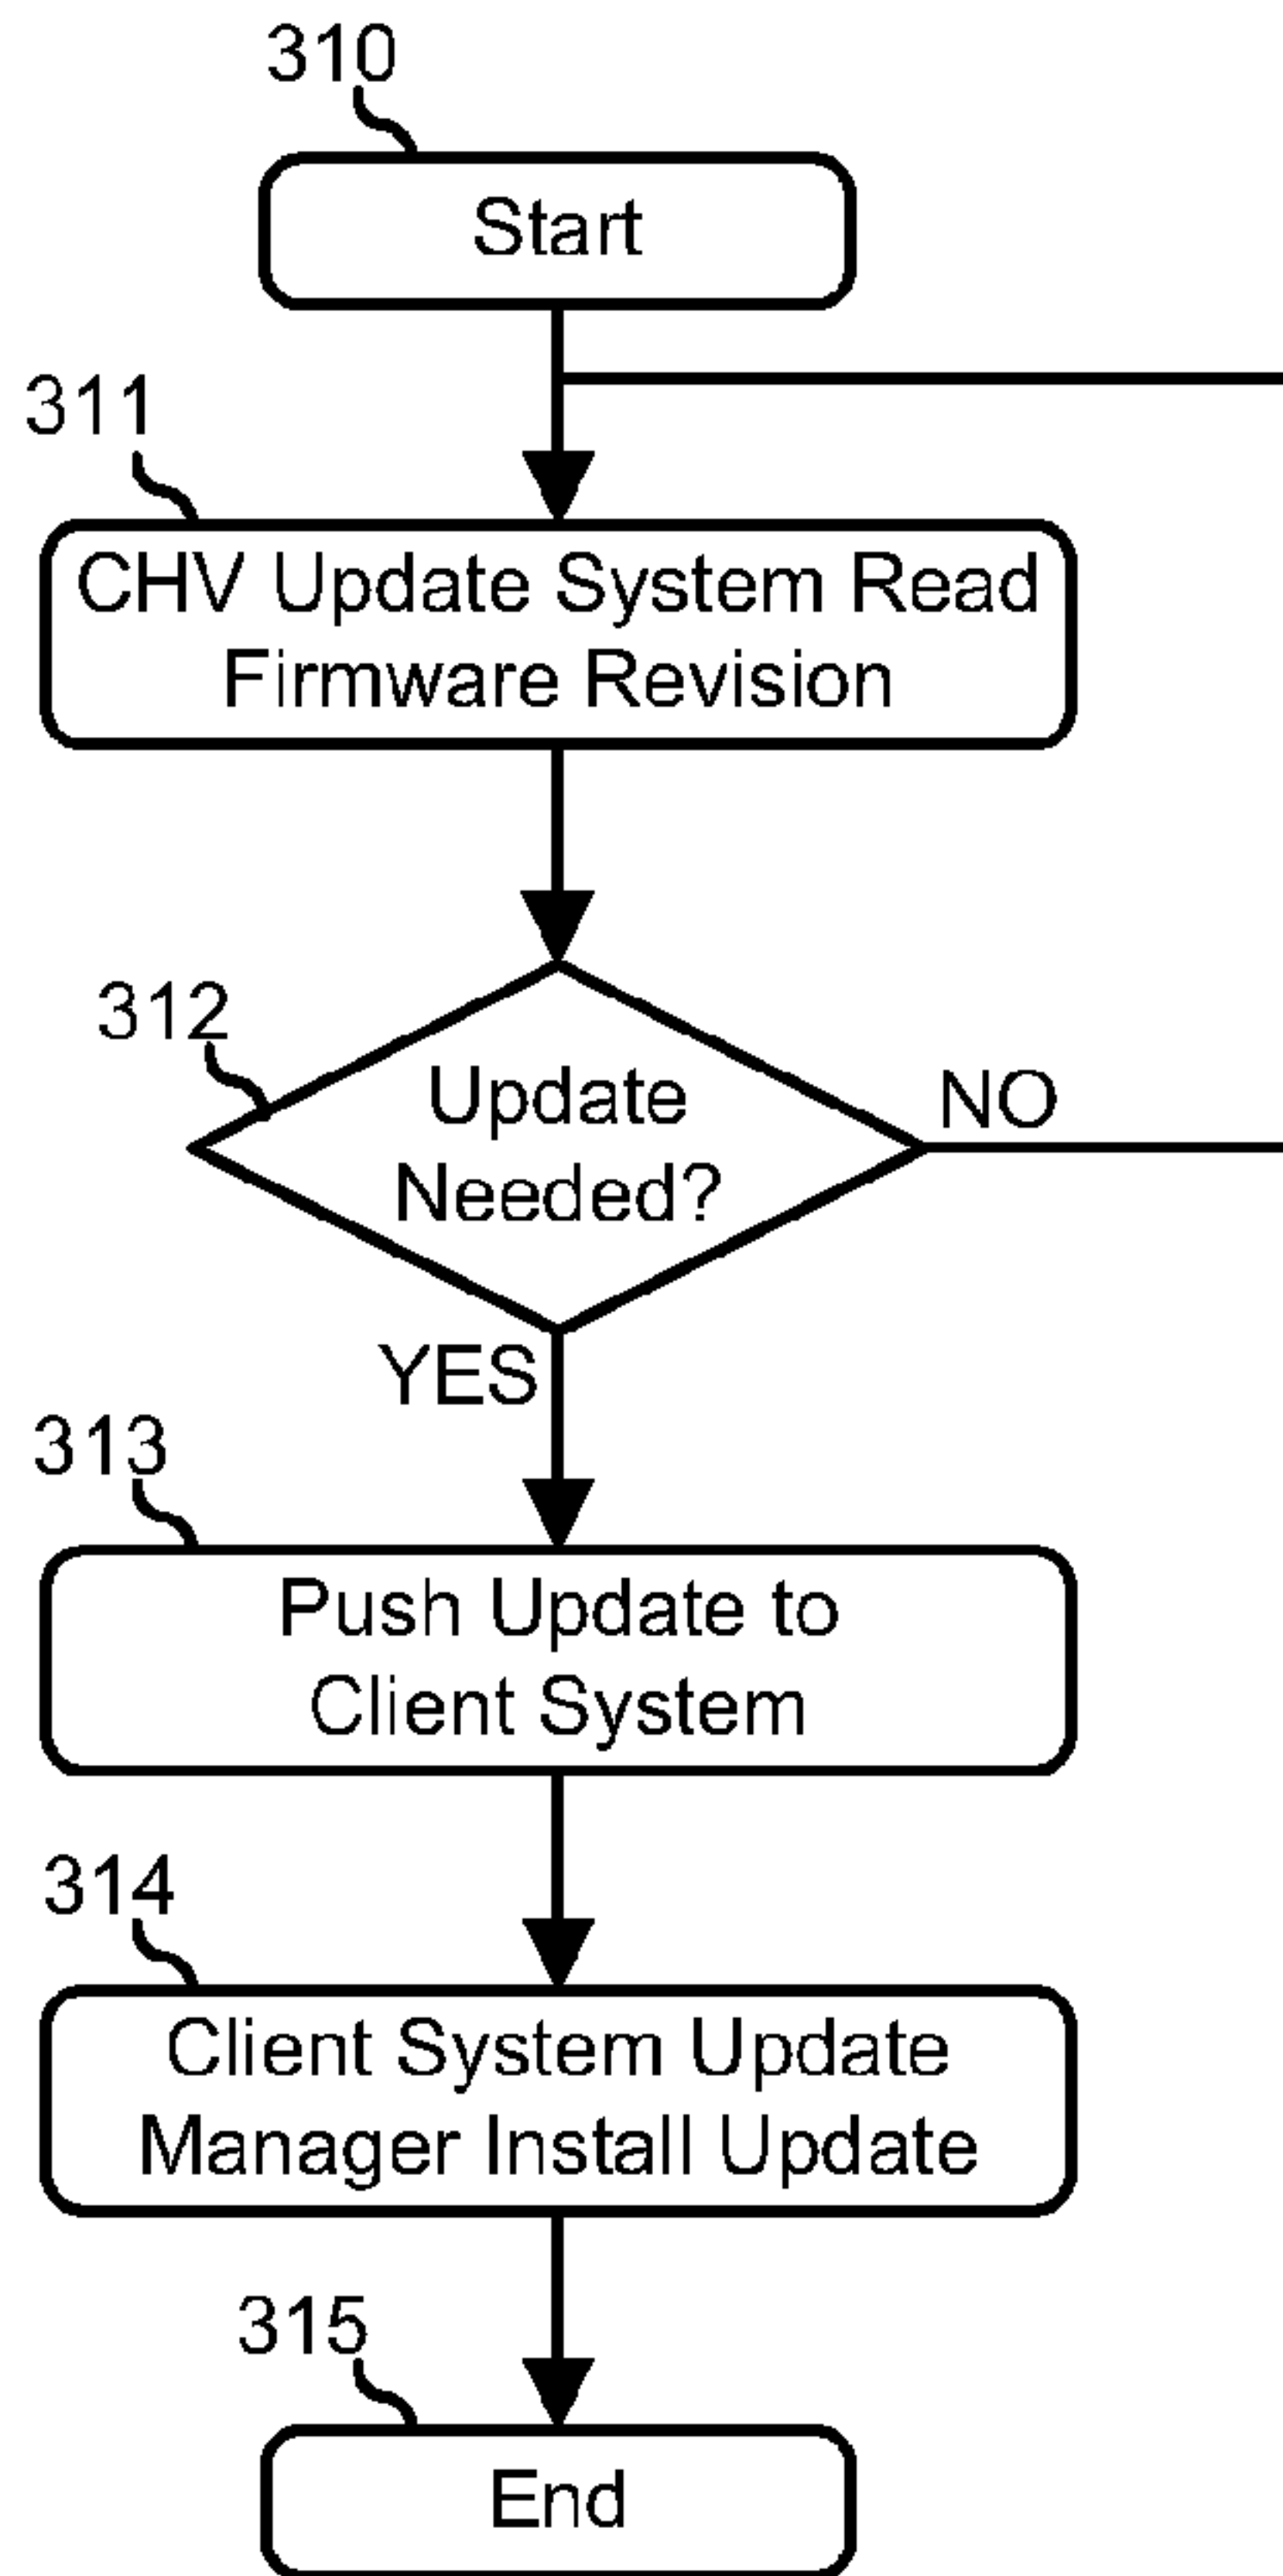 310
Start
311
CHV Update System Read
Firmware Revision
312
Update
Needed?
NO
YES
313
Push Update to
Client System
314
Client System Update
Manager Install Update
315
End